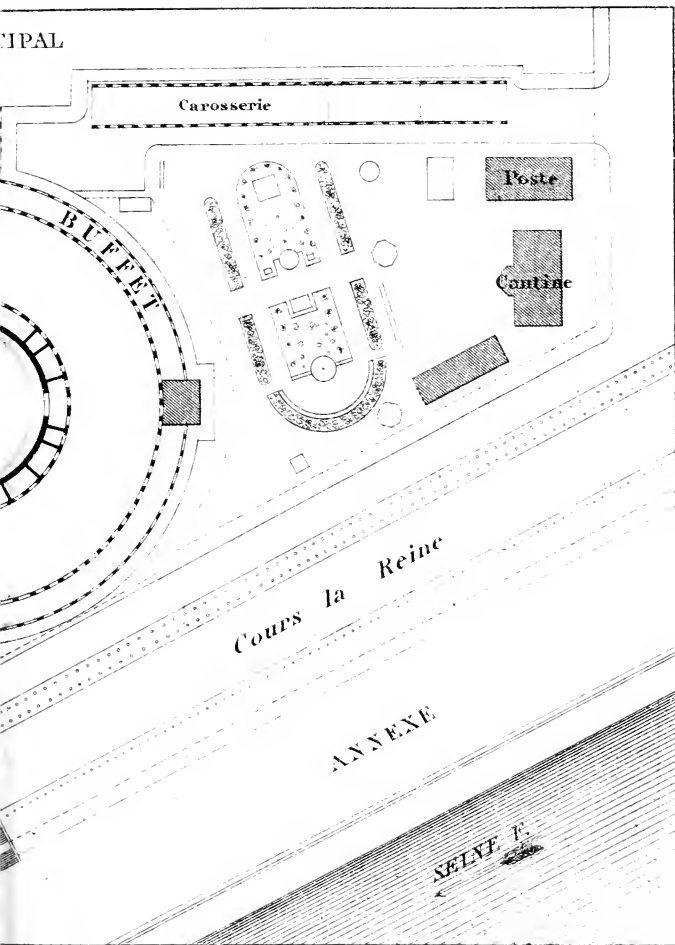 CIPAL
Carosserie
Poste
BUFFET
Cantine
Cours la Reine
ANNEXE
SEINE F.